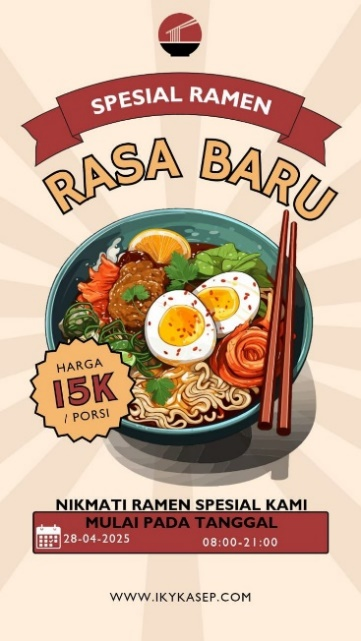 SPESIAL RAMEN
RASA BARU
HARGA
15K
/ PORSI
NIKMATI RAMEN SPESIAL KAMI
MULAI PADA TANGGAL
28-04-2025 08:00-21:00
WWW.IKYKASEP.COM